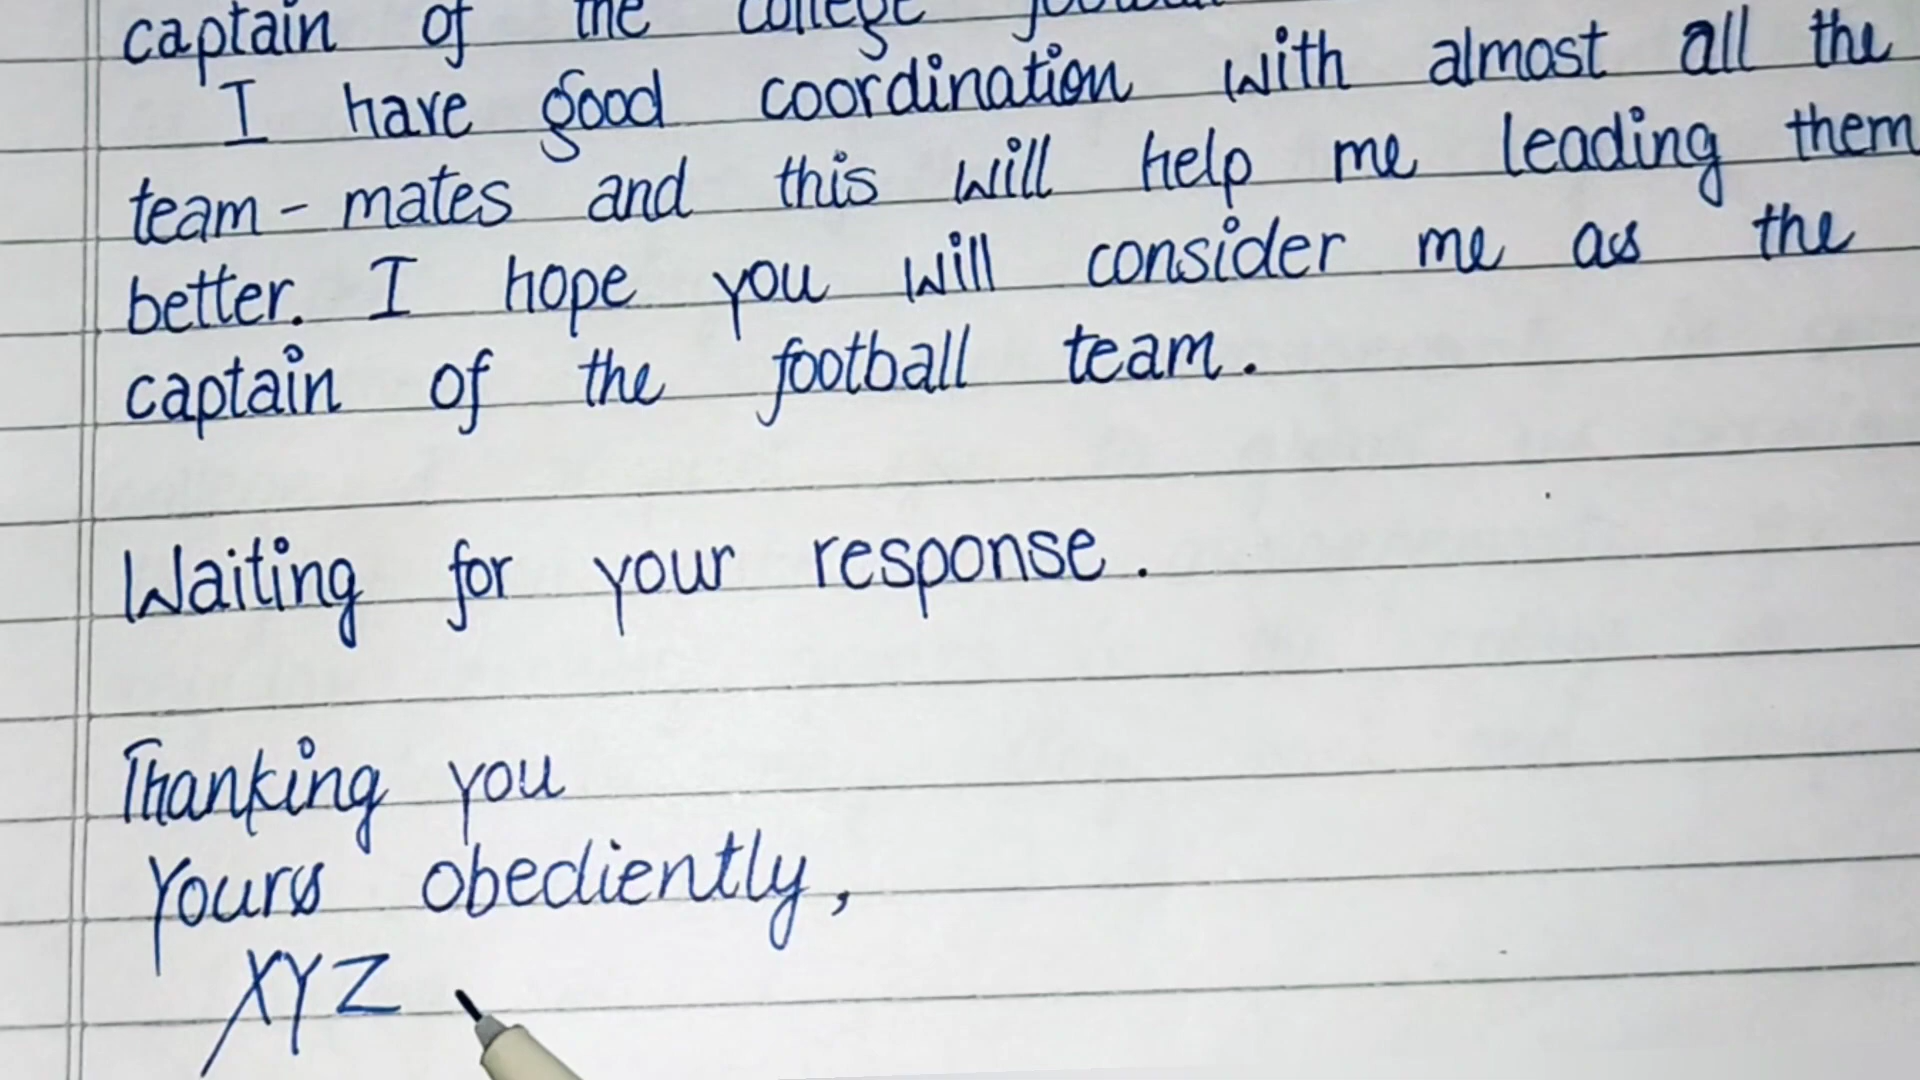 captain of the college football
I have good coordination with almost all the
team-mates and this will help me leading them
better. I hope you will consider me as the
captain of the football team.
Waiting for your response.
Thanking you
Yours obediently,
XYZ